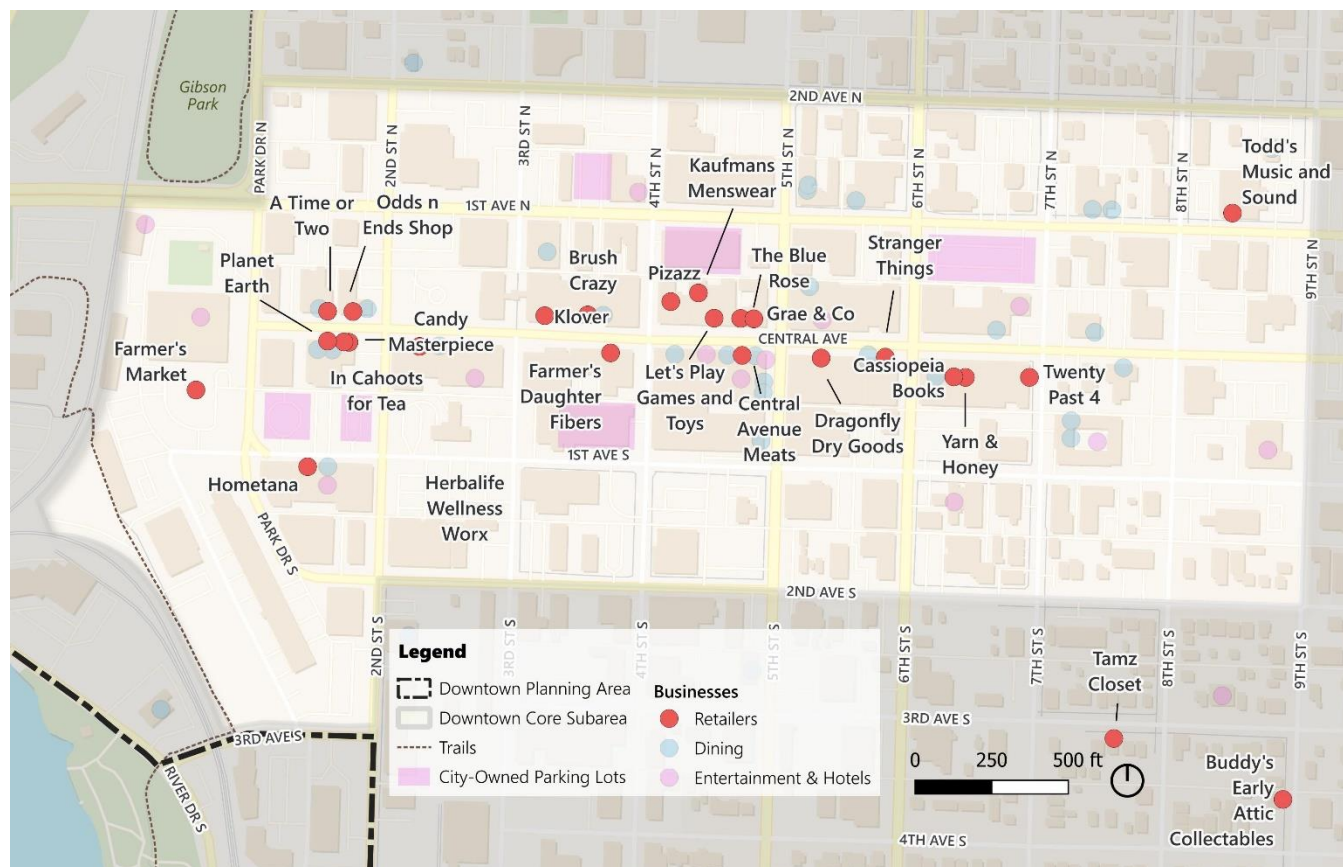 Gibson
Park
PARK DR N
2ND ST N
3RD ST N
4TH ST N
5TH ST N
6TH ST N
7TH ST N
8TH ST N
9TH ST N
2ND AVE N
1ST AVE N
Todd's
Music and
Sound
Kaufmans
Menswear
A Time or
Two
Odds n
Ends Shop
Planet
Earth
Brush
Crazy
Pizazz
The Blue
Rose
Stranger
Things
Klover
Grae & Co
CENTRAL AVE
Candy
Masterpiece
Farmer's
Market
In Cahoots
for Tea
Farmer's
Daughter
Fibers
Let's Play
Games and
Toys
Central
Avenue
Meats
Dragonfly
Dry Goods
Cassiopeia
Books
Yarn &
Honey
Twenty
Past 4
1ST AVE S
Hometana
Herbalife
Wellness
Worx
PARK DR S
2ND AVE S
2ND ST S
3RD ST S
4TH ST S
5TH ST S
6TH ST S
7TH ST S
8TH ST S
9TH ST S
Tamz
Closet
3RD AVE S
3RD AVE S
RIVER DR S
Buddy's
Early
Attic
Collectables
4TH AVE S
Legend
Downtown Planning Area
Downtown Core Subarea
Trails
City-Owned Parking Lots
Businesses
Retailers
Dining
Entertainment & Hotels
0 250 500 ft